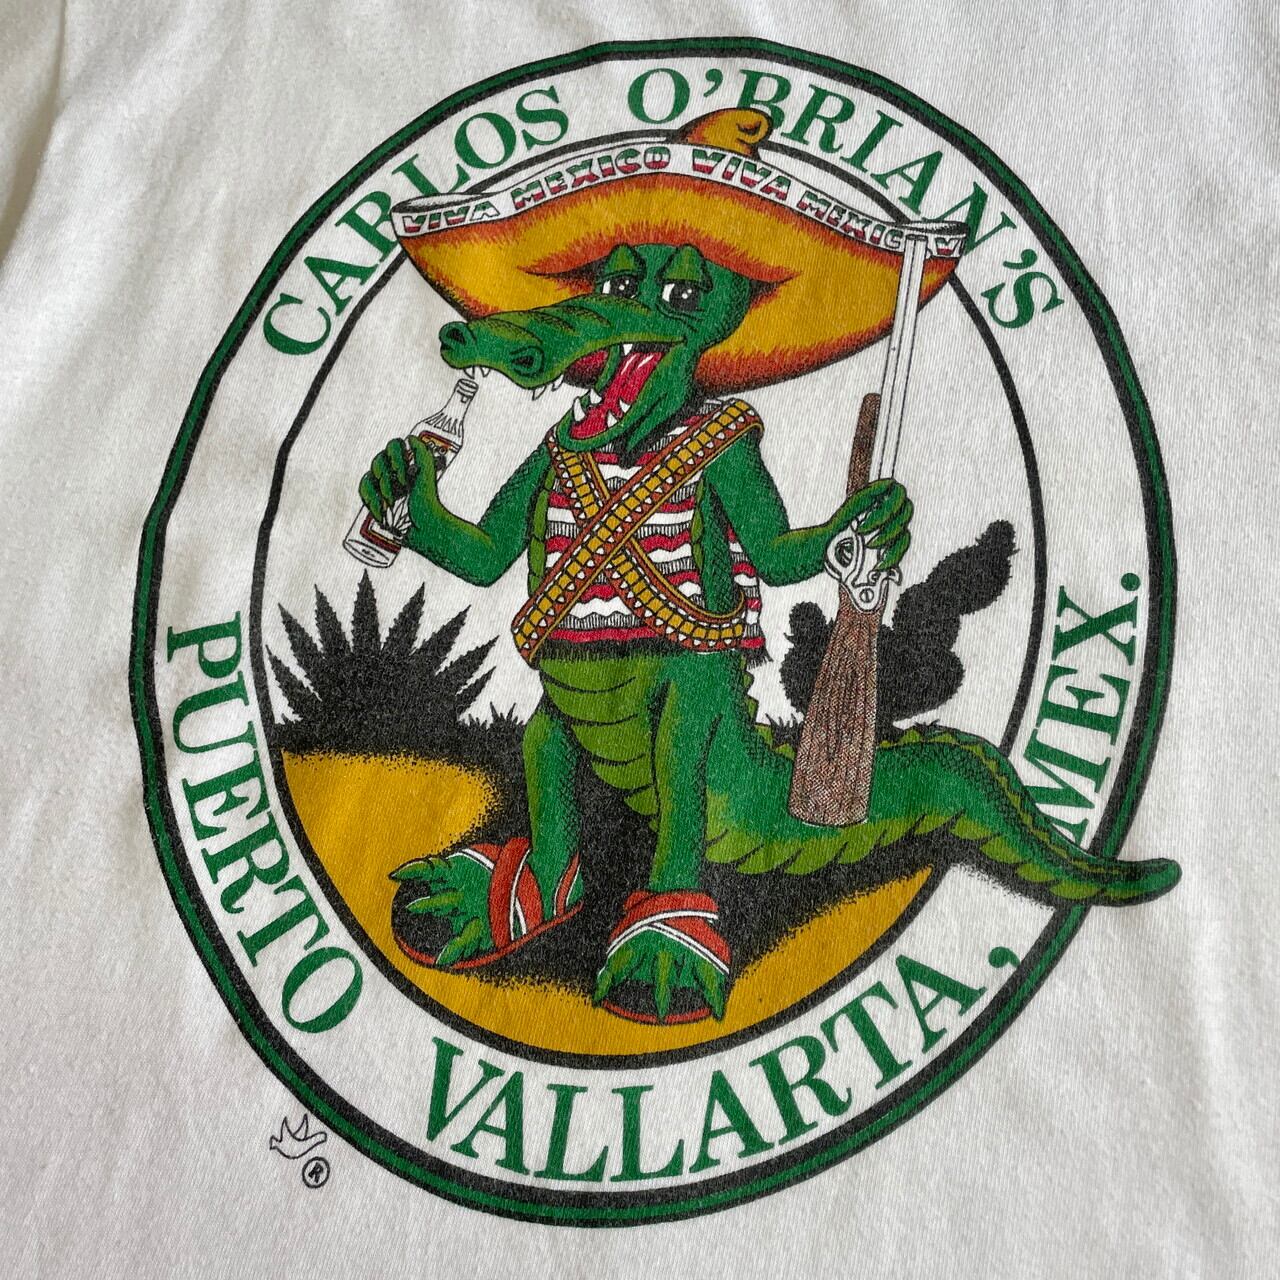 CARLOS O'BRIAN'S
VIVA MEXICO VIVA MEXICO V
PUERTO VALLARTA, MEX.
®